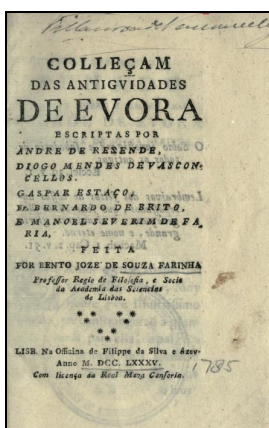 COLLEÇAM
DAS ANTIGVIDADES
DE EVORA
ESCRIPTAS POR
ANDRE DE REZENDE,
DIOGO MENDES DE VASCON-
CELLOS.
GASPAR ESTAÇO,
Fr. BERNARDO DE BRITO,
E MANOEL SEVERIM DE FA-
RIA,
FEITA
POR BENTO JOZE' DE SOUZA FARINHA
Professor Regio de Filosofia, e Socio
da Academia das Sciencias
de Lisboa.
LISB. Na Officina de Filippe da Silva e Azev-
Anno M. DCC. LXXXV.
Com licença da Real Meza Censoria.
1785